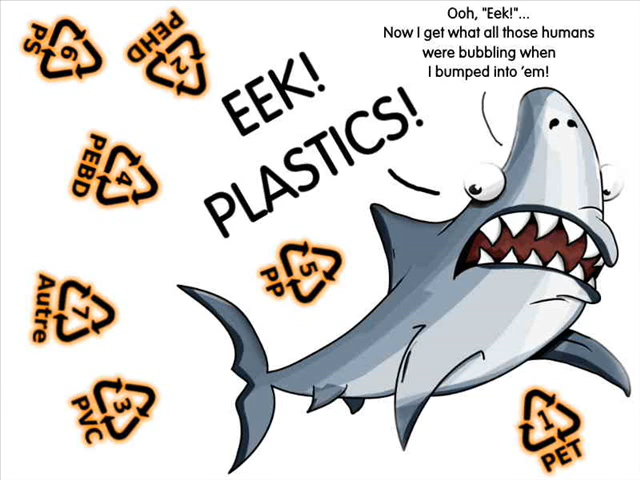 Ooh, "Eek!"...
Now I get what all those humans
were bubbling when
I bumped into ‘em!
EEK!
PLASTICS!
6
PS
2
PEHD
4
PEBD
5
PP
7
Autre
3
PVC
1
PET